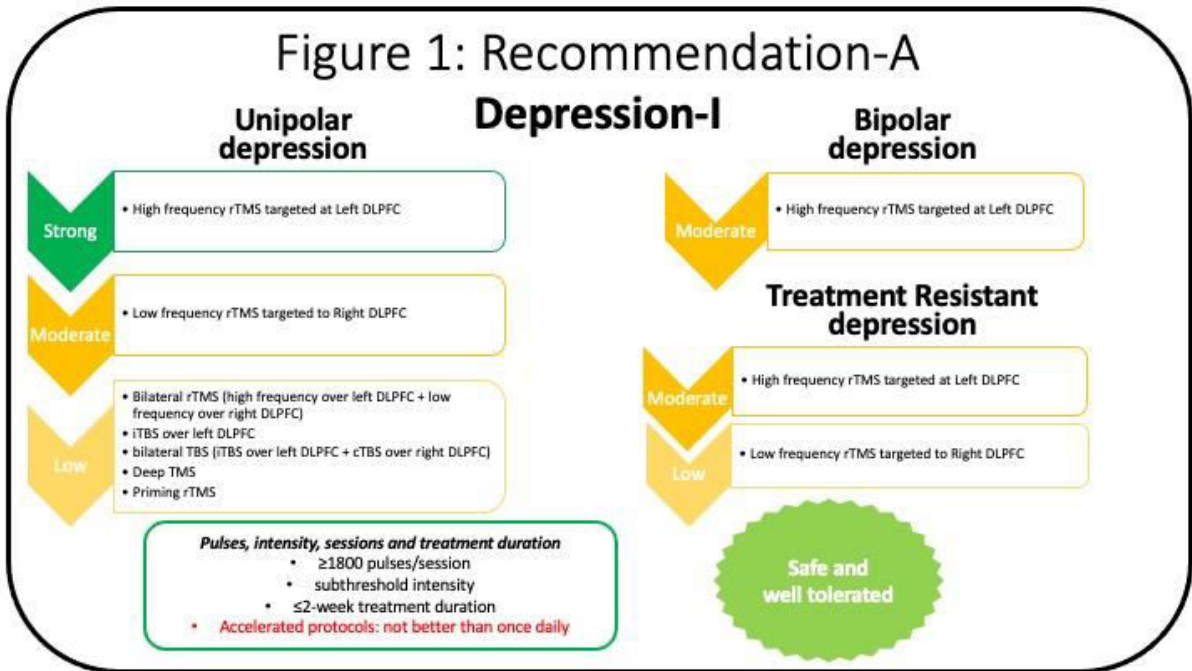 Figure 1: Recommendation-A
Depression-I
Unipolar
depression
Strong
• High frequency rTMS targeted at Left DLPFC
Moderate
• Low frequency rTMS targeted to Right DLPFC
Low
• Bilateral rTMS (high frequency over left DLPFC + low
frequency over right DLPFC)
• iTBS over left DLPFC
• bilateral TBS (iTBS over left DLPFC + cTBS over right DLPFC)
• Deep TMS
• Priming rTMS
Pulses, intensity, sessions and treatment duration
• ≥1800 pulses/session
• subthreshold intensity
• ≤2-week treatment duration
• Accelerated protocols: not better than once daily
Bipolar
depression
Moderate
• High frequency rTMS targeted at Left DLPFC
Treatment Resistant
depression
Moderate
• High frequency rTMS targeted at Left DLPFC
Low
• Low frequency rTMS targeted to Right DLPFC
Safe and
well tolerated